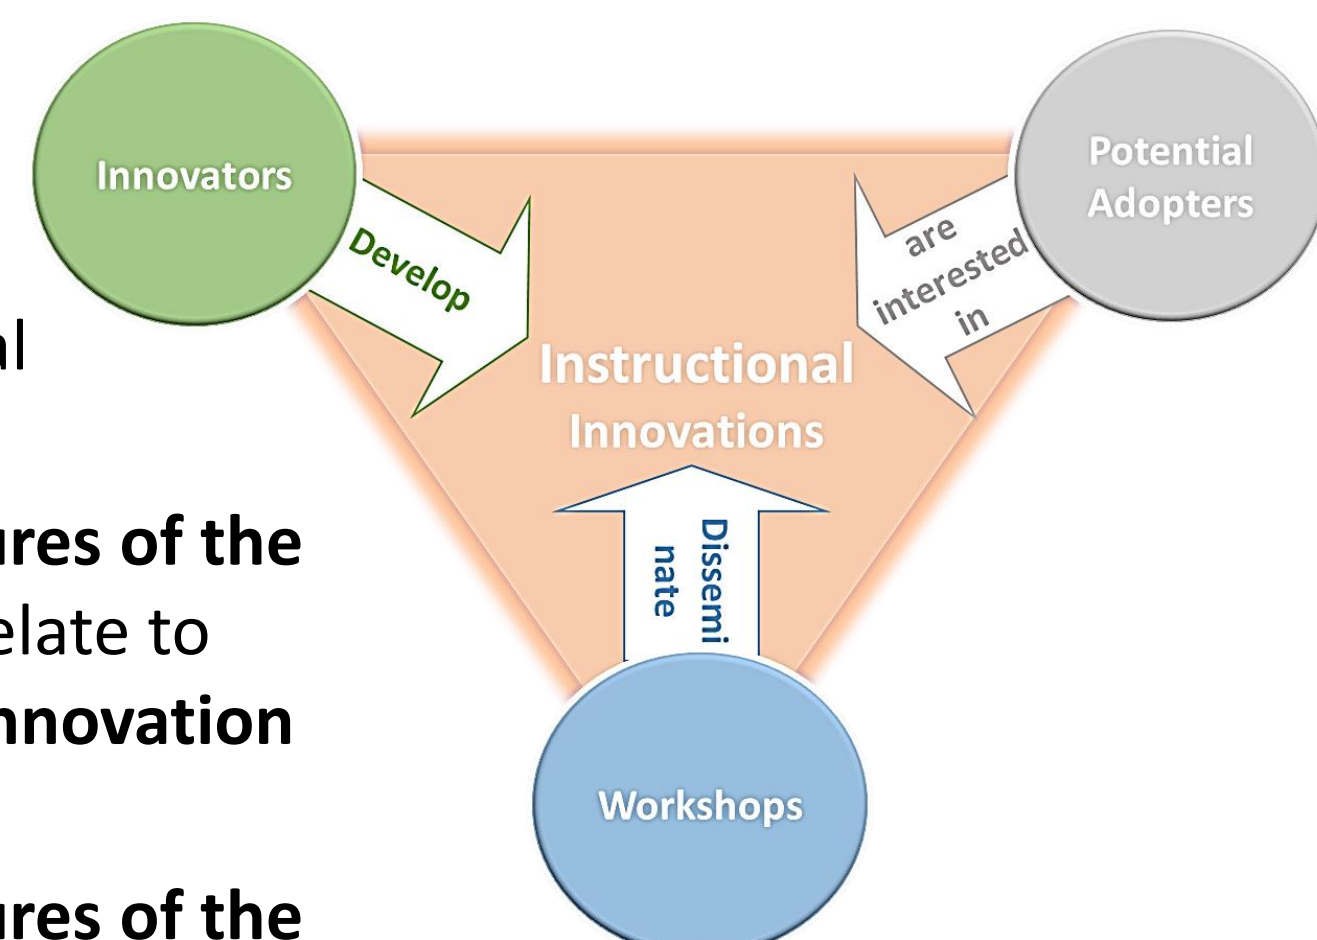 Innovators
Potential
Adopters
Develop
are
interested
in
Instructional
Innovations
Dissemi
nate
Workshops
al
ures of the
elate to
nnovation
ures of the